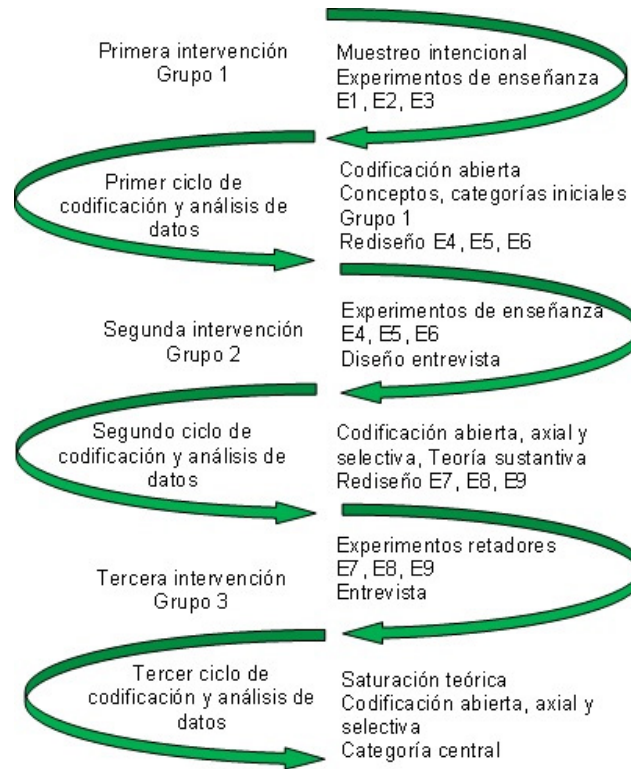 Primera intervención
Grupo 1
Muestreo intencional
Experimentos de enseñanza
E1, E2, E3
Primer ciclo de
codificación y análisis de
datos
Codificación abierta
Conceptos, categorías iniciales
Grupo 1
Rediseño E4, E5, E6
Segunda intervención
Grupo 2
Experimentos de enseñanza
E4, E5, E6
Diseño entrevista
Segundo ciclo de
codificación y análisis de
datos
Codificación abierta, axial y
selectiva, Teoría sustantiva
Rediseño E7, E8, E9
Tercera intervención
Grupo 3
Experimentos retadores
E7, E8, E9
Entrevista
Tercer ciclo de
codificación y análisis de
datos
Saturación teórica
Codificación abierta, axial y
selectiva
Categoría central